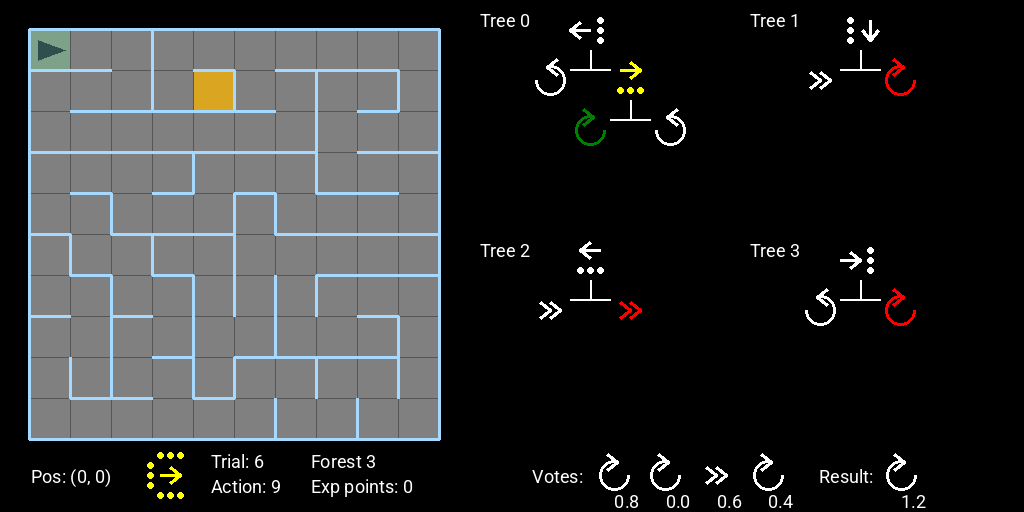 Tree 0
Tree 1
Tree 2
Tree 3
Pos: (0, 0)
Trial: 6
Action: 9
Forest 3
Exp points: 0
Votes:
0.8
0.0
0.6
0.4
Result:
1.2